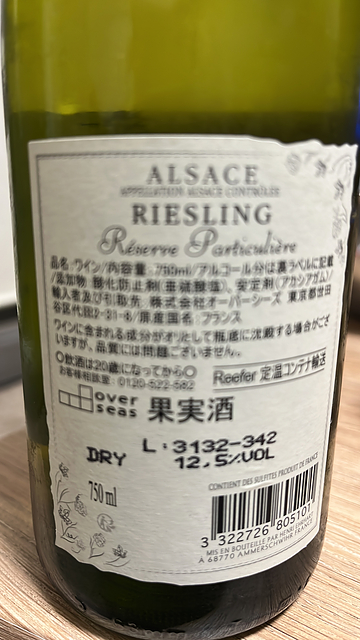 ALSACE
APPELLATION ALSACE CONTRÔLÉE
RIESLING
Réserve Particulière
品名:ワイン/内容量:750ml/アルコール分は裏ラベルに記載
/添加物:酸化防止剤(亜硫酸塩)、安定剤(アカシアガム)/
輸入者及び引取先:株式会社オーバーシーズ 東京都世田
谷区代田2-31-8/原産国名:フランス
ワインに含まれる成分がオリとして瓶底に沈殿する場合がござ
いますが、品質には問題ございません。
○飲酒は20歳になってから○
お客様相談室:0120-522-582
Reefer 定温コンテナ輸送
over
seas
果実酒
L:3132-342
DRY 12,5%VOL
750 ml
CONTIENT DES SULFITES PRODUIT DE FRANCE
3 322726 805101
MIS EN BOUTEILLE PAR HENRI
A 68770 AMMERSCHWIHR FRANCE